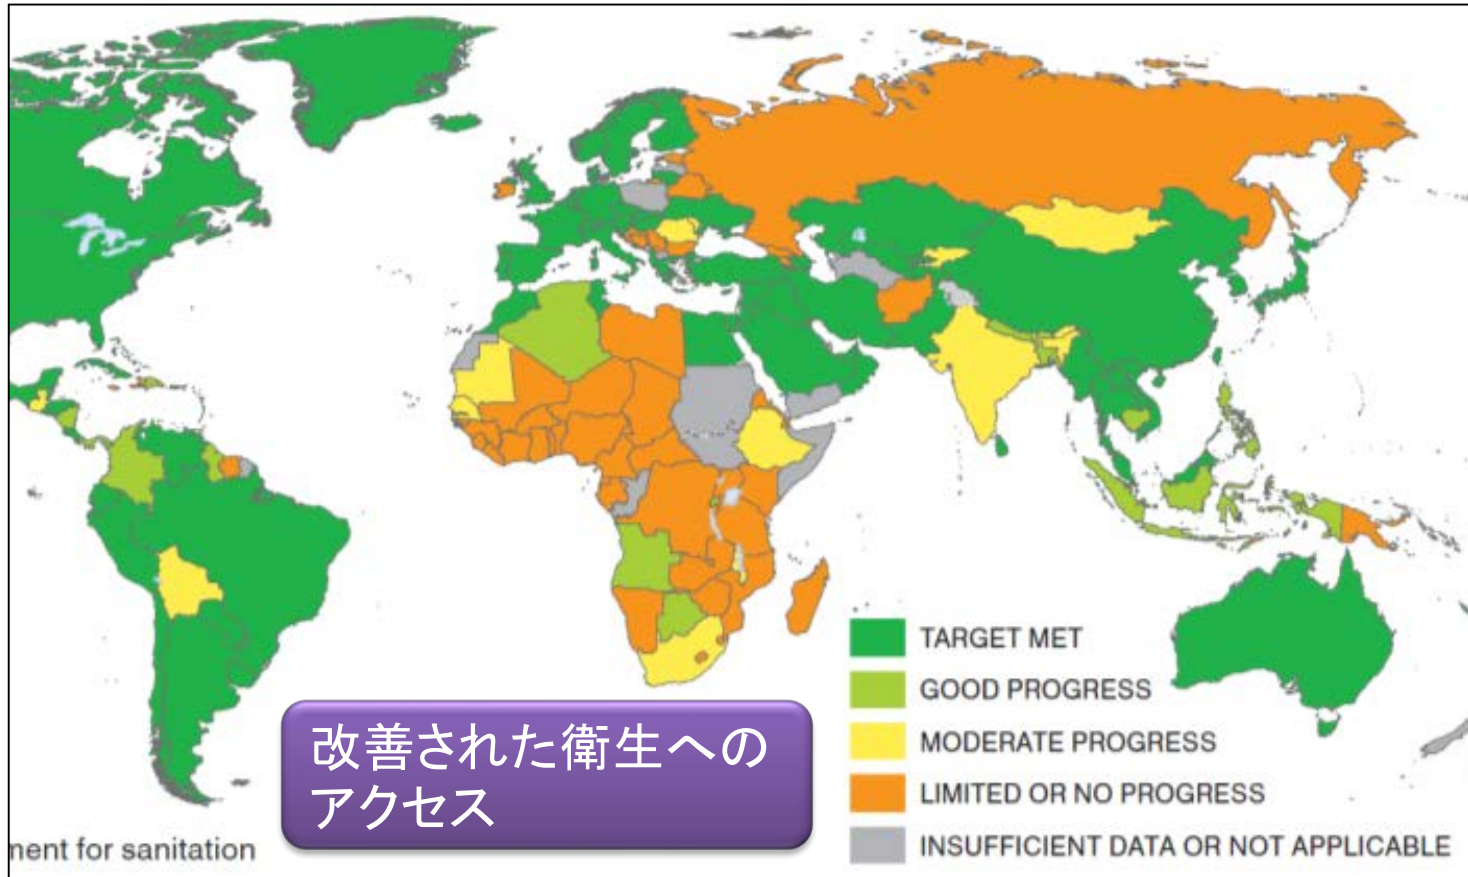 TARGET MET
GOOD PROGRESS
MODERATE PROGRESS
LIMITED OR NO PROGRESS
INSUFFICIENT DATA OR NOT APPLICABLE
改善された衛生への
アクセス
ment for sanitation